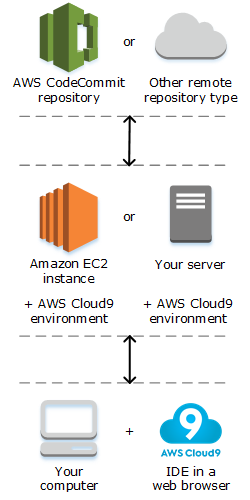 or
AWS CodeCommit
repository
Other remote
repository type
or
Amazon EC2
instance
Your server
+ AWS Cloud9
environment
+ AWS Cloud9
environment
+
9
AWS Cloud9
Your
computer
IDE in a
web browser